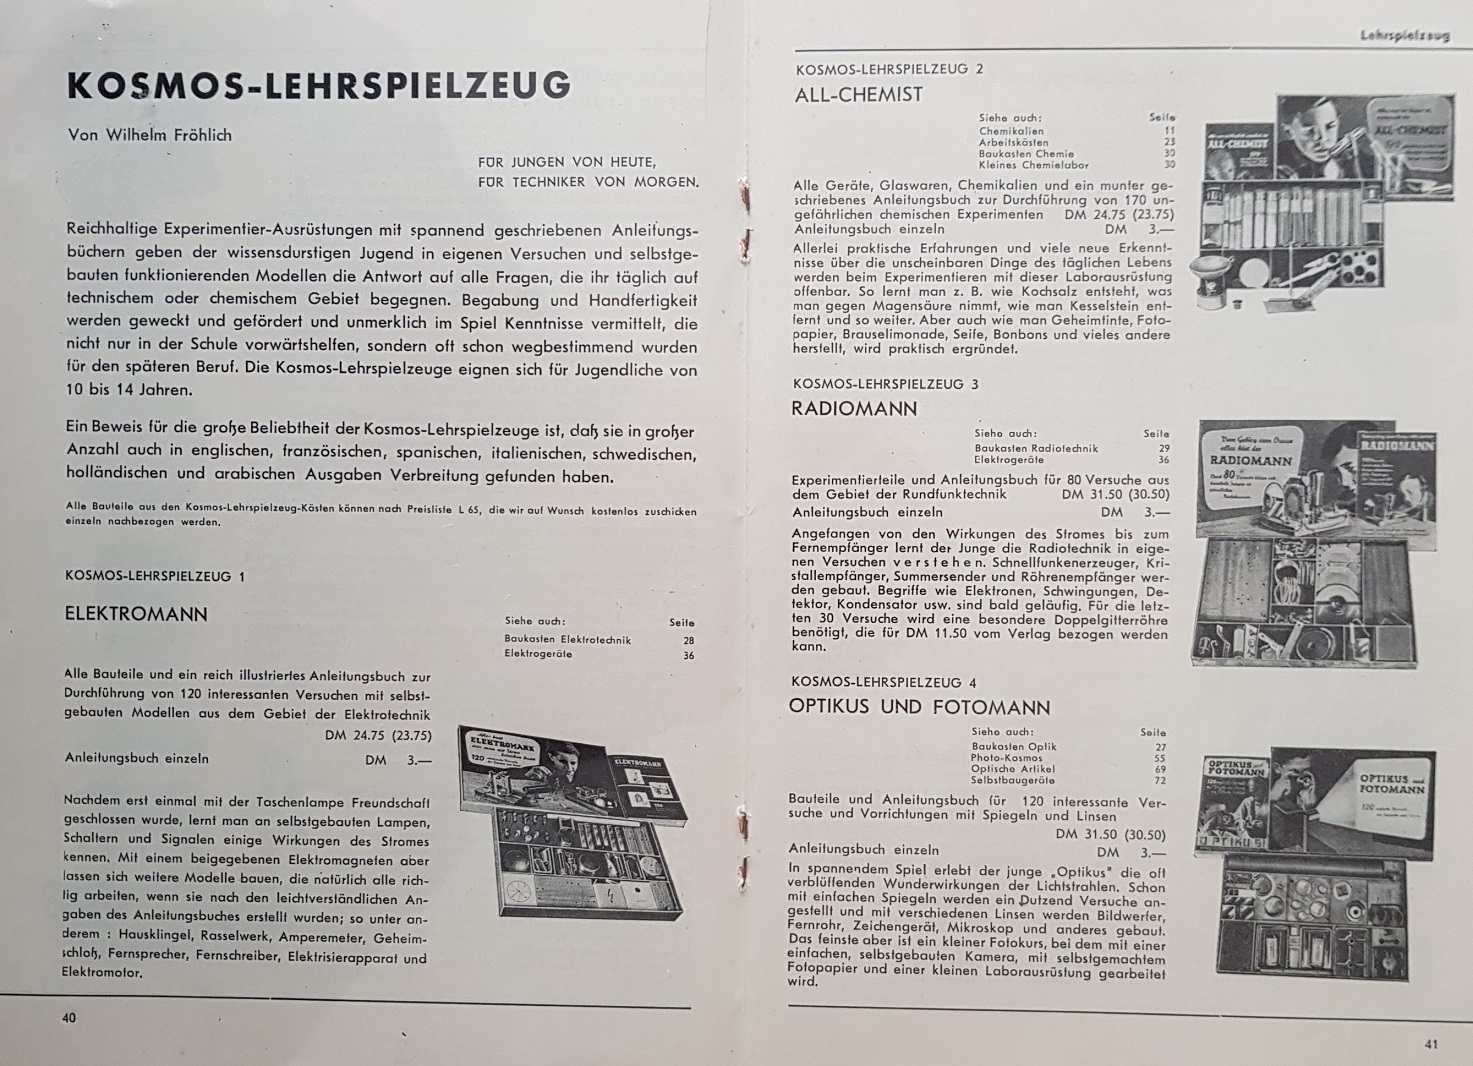 KOSMOS-LEHRSPIELZEUG
Von Wilhelm Fröhlich
FÜR JUNGEN VON HEUTE,
FÜR TECHNIKER VON MORGEN.
Reichhaltige Experimentier-Ausrüstungen mit spannend geschriebenen Anleitungs-
büchern geben der wissensdurstigen Jugend in eigenen Versuchen und selbstge-
bauten funktionierenden Modellen die Antwort auf alle Fragen, die ihr täglich auf
technischem oder chemischem Gebiet begegnen. Begabung und Handfertigkeit
werden geweckt und gefördert und unmerklich im Spiel Kenntnisse vermittelt, die
nicht nur in der Schule vorwärtshelfen, sondern oft schon wegbestimmend wurden
für den späteren Beruf. Die Kosmos-Lehrspielzeuge eignen sich für Jugendliche von
10 bis 14 Jahren.
Ein Beweis für die große Beliebtheit der Kosmos-Lehrspielzeuge ist, daß sie in großer
Anzahl auch in englischen, französischen, spanischen, italienischen, schwedischen,
holländischen und arabischen Ausgaben Verbreitung gefunden haben.
Alle Bauteile aus den Kosmos-Lehrspielzeug-Kästen können nach Preisliste L 65, die wir auf Wunsch kostenlos zuschicken
einzeln nachbezogen werden.
KOSMOS-LEHRSPIELZEUG 1
ELEKTROMANN
Siehe auch: Seite
Baukasten Elektrotechnik 28
Elektrogeräte 36
Alle Bauteile und ein reich illustriertes Anleitungsbuch zur
Durchführung von 120 interessanten Versuchen mit selbst-
gebauten Modellen aus dem Gebiet der Elektrotechnik
DM 24.75 (23.75)
Anleitungsbuch einzeln DM 3.—
Nachdem erst einmal mit der Taschenlampe Freundschaft
geschlossen wurde, lernt man an selbstgebauten Lampen,
Schaltern und Signalen einige Wirkungen des Stromes
kennen. Mit einem beigegebenen Elektromagneten aber
lassen sich weitere Modelle bauen, die natürlich alle rich-
tig arbeiten, wenn sie nach den leichtverständlichen An-
gaben des Anleitungsbuches erstellt wurden; so unter an-
derem : Hausklingel, Rasselwerk, Amperemeter, Geheim-
schloß, Fernsprecher, Fernschreiber, Elektrisierapparat und
Elektromotor.
ELEKTROMANN
120
ELEKTROMANN
40
Lehrspielzeug
KOSMOS-LEHRSPIELZEUG 2
ALL-CHEMIST
Siehe auch: Seite
Chemikalien 11
Arbeitskästen 23
Baukasten Chemie 30
Kleines Chemielabor 30
Alle Geräte, Glaswaren, Chemikalien und ein munter ge-
schriebenes Anleitungsbuch zur Durchführung von 170 un-
gefährlichen chemischen Experimenten DM 24.75 (23.75)
Anleitungsbuch einzeln DM 3.—
Allerlei praktische Erfahrungen und viele neue Erkennt-
nisse über die unscheinbaren Dinge des täglichen Lebens
werden beim Experimentieren mit dieser Laborausrüstung
offenbar. So lernt man z. B. wie Kochsalz entsteht, was
man gegen Magensäure nimmt, wie man Kesselstein ent-
fernt und so weiter. Aber auch wie man Geheimtinte, Foto-
papier, Brauselimonade, Seife, Bonbons und vieles andere
herstellt, wird praktisch ergründet.
ALL-CHEMIST
ALL-CHEMIST
KOSMOS-LEHRSPIELZEUG 3
RADIOMANN
Siehe auch: Seite
Baukasten Radiotechnik 29
Elektrogeräte 36
Experimentierteile und Anleitungsbuch für 80 Versuche aus
dem Gebiet der Rundfunktechnik DM 31.50 (30.50)
Anleitungsbuch einzeln DM 3.—
Angefangen von den Wirkungen des Stromes bis zum
Fernempfänger lernt der Junge die Radiotechnik in eige-
nen Versuchen verstehen. Schnellfunkenerzeuger, Kri-
stallempfänger, Summersender und Röhrenempfänger wer-
den gebaut. Begriffe wie Elektronen, Schwingungen, De-
tektor, Kondensator usw. sind bald geläufig. Für die letz-
ten 30 Versuche wird eine besondere Doppelgitterröhre
benötigt, die für DM 11.50 vom Verlag bezogen werden
kann.
RADIOMANN
80
RADIOMANN
KOSMOS-LEHRSPIELZEUG 4
OPTIKUS UND FOTOMANN
Siehe auch: Seite
Baukasten Optik 27
Photo-Kosmos 55
Optische Artikel 69
Selbstbaugeräte 72
Bauteile und Anleitungsbuch für 120 interessante Ver-
suche und Vorrichtungen mit Spiegeln und Linsen
DM 31.50 (30.50)
Anleitungsbuch einzeln DM 3.—
In spannendem Spiel erlebt der junge „Optikus" die oft
verblüffenden Wunderwirkungen der Lichtstrahlen. Schon
mit einfachen Spiegeln werden ein Dutzend Versuche an-
gestellt und mit verschiedenen Linsen werden Bildwerfer,
Fernrohr, Zeichengerät, Mikroskop und anderes gebaut.
Das feinste aber ist ein kleiner Fotokurs, bei dem mit einer
einfachen, selbstgebauten Kamera, mit selbstgemachtem
Fotopapier und einer kleinen Laborausrüstung gearbeitet
wird.
OPTIKUS und
FOTOMANN
OPTIKUS und
FOTOMANN
120
41